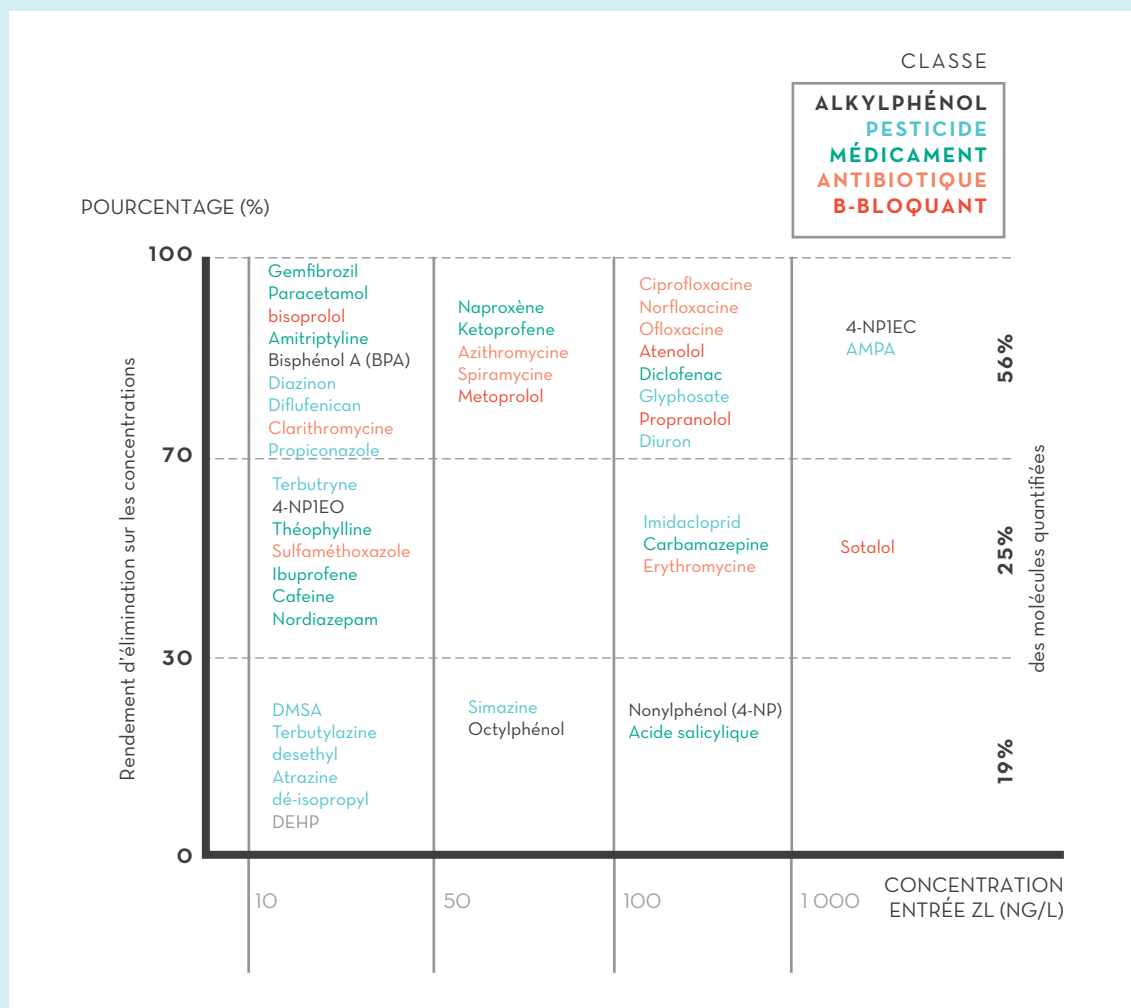 CLASSE
ALKYLPHÉNOL
PESTICIDE
MÉDICAMENT
ANTIBIOTIQUE
B-BLOQUANT
POURCENTAGE (%)
Rendement d'élimination sur les concentrations
100
70
30
0
Gemfibrozil
Paracetamol
bisoprolol
Amitriptyline
Bisphénol A (BPA)
Diazinon
Diflufenican
Clarithromycine
Propiconazole
Naproxène
Ketoprofene
Azithromycine
Spiramycine
Metoprolol
Ciprofloxacine
Norfloxacine
Ofloxacine
Atenolol
Diclofenac
Glyphosate
Propranolol
Diuron
4-NP1EC
AMPA
56%
Terbutryne
4-NP1EO
Théophylline
Sulfaméthoxazole
Ibuprofene
Cafeine
Nordiazepam
Imidacloprid
Carbamazepine
Erythromycine
Sotalol
25%
des molécules quantifiées
DMSA
Terbutylazine
desethyl
Atrazine
dé-isopropyl
DEHP
Simazine
Octylphénol
Nonylphénol (4-NP)
Acide salicylique
19%
10
50
100
1 000
CONCENTRATION
ENTRÉE ZL (NG/L)